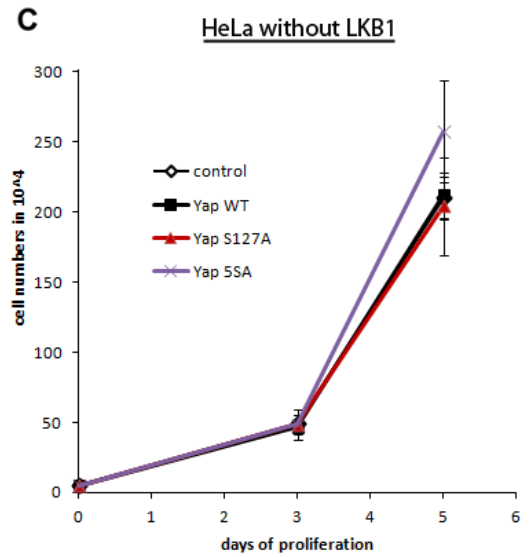 C
HeLa without LKB1
300
250
200
150
100
50
0
cell numbers in 10^4
control
Yap WT
Yap S127A
Yap 5SA
0 1 2 3 4 5 6
days of proliferation